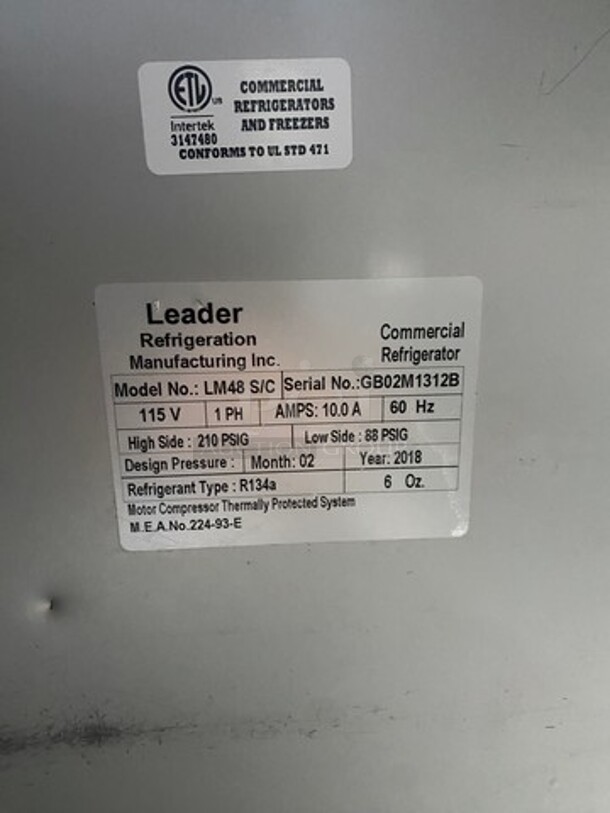 ETL US
Intertek
3147480
COMMERCIAL
REFRIGERATORS
AND FREEZERS
CONFORMS TO UL STD 471
Leader
Refrigeration
Manufacturing Inc.
Commercial
Refrigerator
Model No.: LM48 S/C Serial No.:GB02M1312B
115 V 1 PH AMPS: 10.0 A 60 Hz
High Side : 210 PSIG Low Side : 88 PSIG
Design Pressure : Month: 02 Year: 2018
Refrigerant Type : R134a 6 Oz.
Motor Compressor Thermally Protected System
M.E.A.No.224-93-E